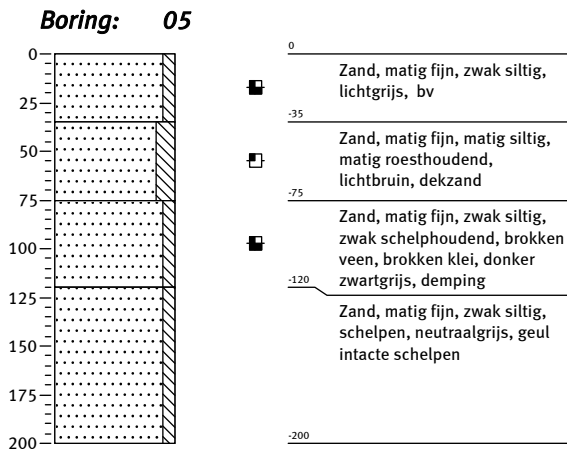 Boring: 05
0
25
50
75
100
125
150
175
200
0
Zand, matig fijn, zwak siltig,
lichtgrijs, bv
-35
Zand, matig fijn, matig siltig,
matig roesthoudend,
lichtbruin, dekzand
-75
Zand, matig fijn, zwak siltig,
zwak schelphoudend, brokken
veen, brokken klei, donker
zwartgrijs, demping
-120
Zand, matig fijn, zwak siltig,
schelpen, neutraalgrijs, geul
intacte schelpen
-200